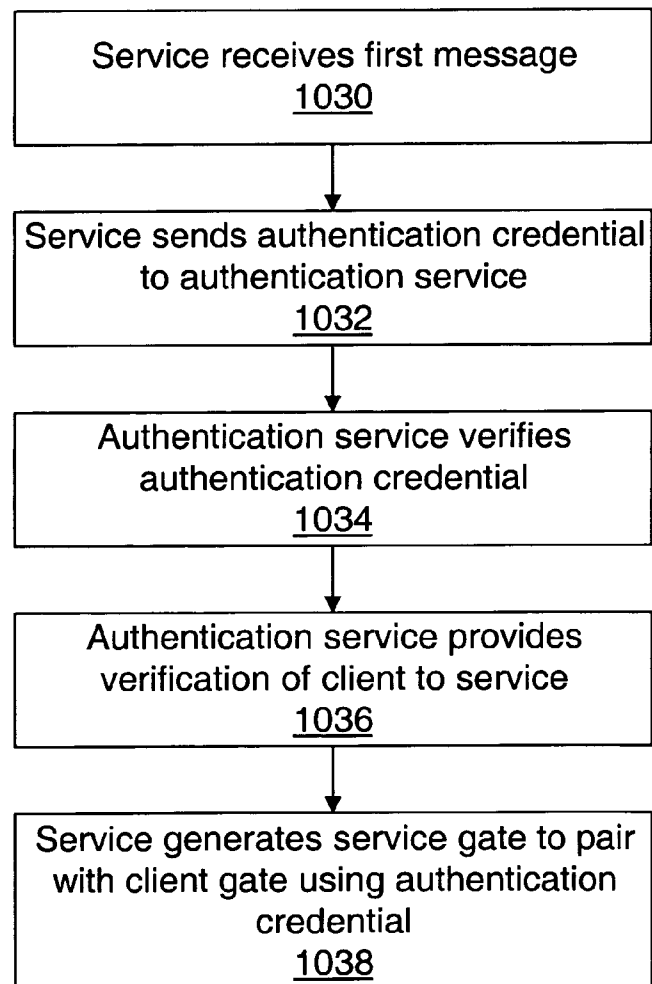 Service receives first message
1030
Service sends authentication credential
to authentication service
1032
Authentication service verifies
authentication credential
1034
Authentication service provides
verification of client to service
1036
Service generates service gate to pair
with client gate using authentication
credential
1038